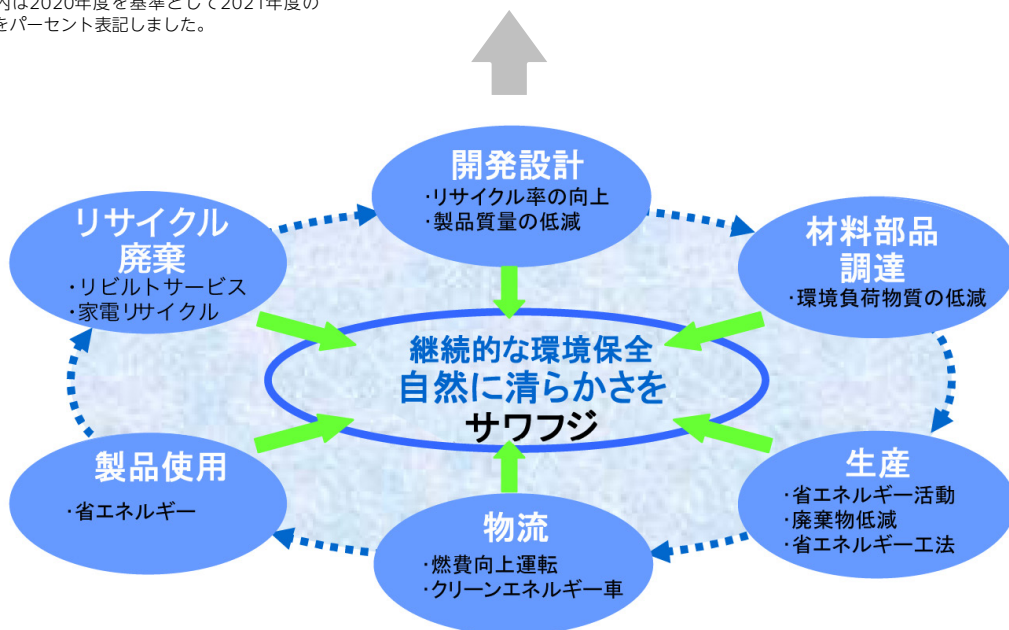 内は2020年度を基準として2021年度の
をパーセント表記しました。
開発設計
・リサイクル率の向上
・製品質量の低減
リサイクル
廃棄
・リビルトサービス
・家電リサイクル
材料部品
調達
・環境負荷物質の低減
継続的な環境保全
自然に清らかさを
サワフジ
製品使用
・省エネルギー
物流
・燃費向上運転
・クリーンエネルギー車
生産
・省エネルギー活動
・廃棄物低減
・省エネルギー工法